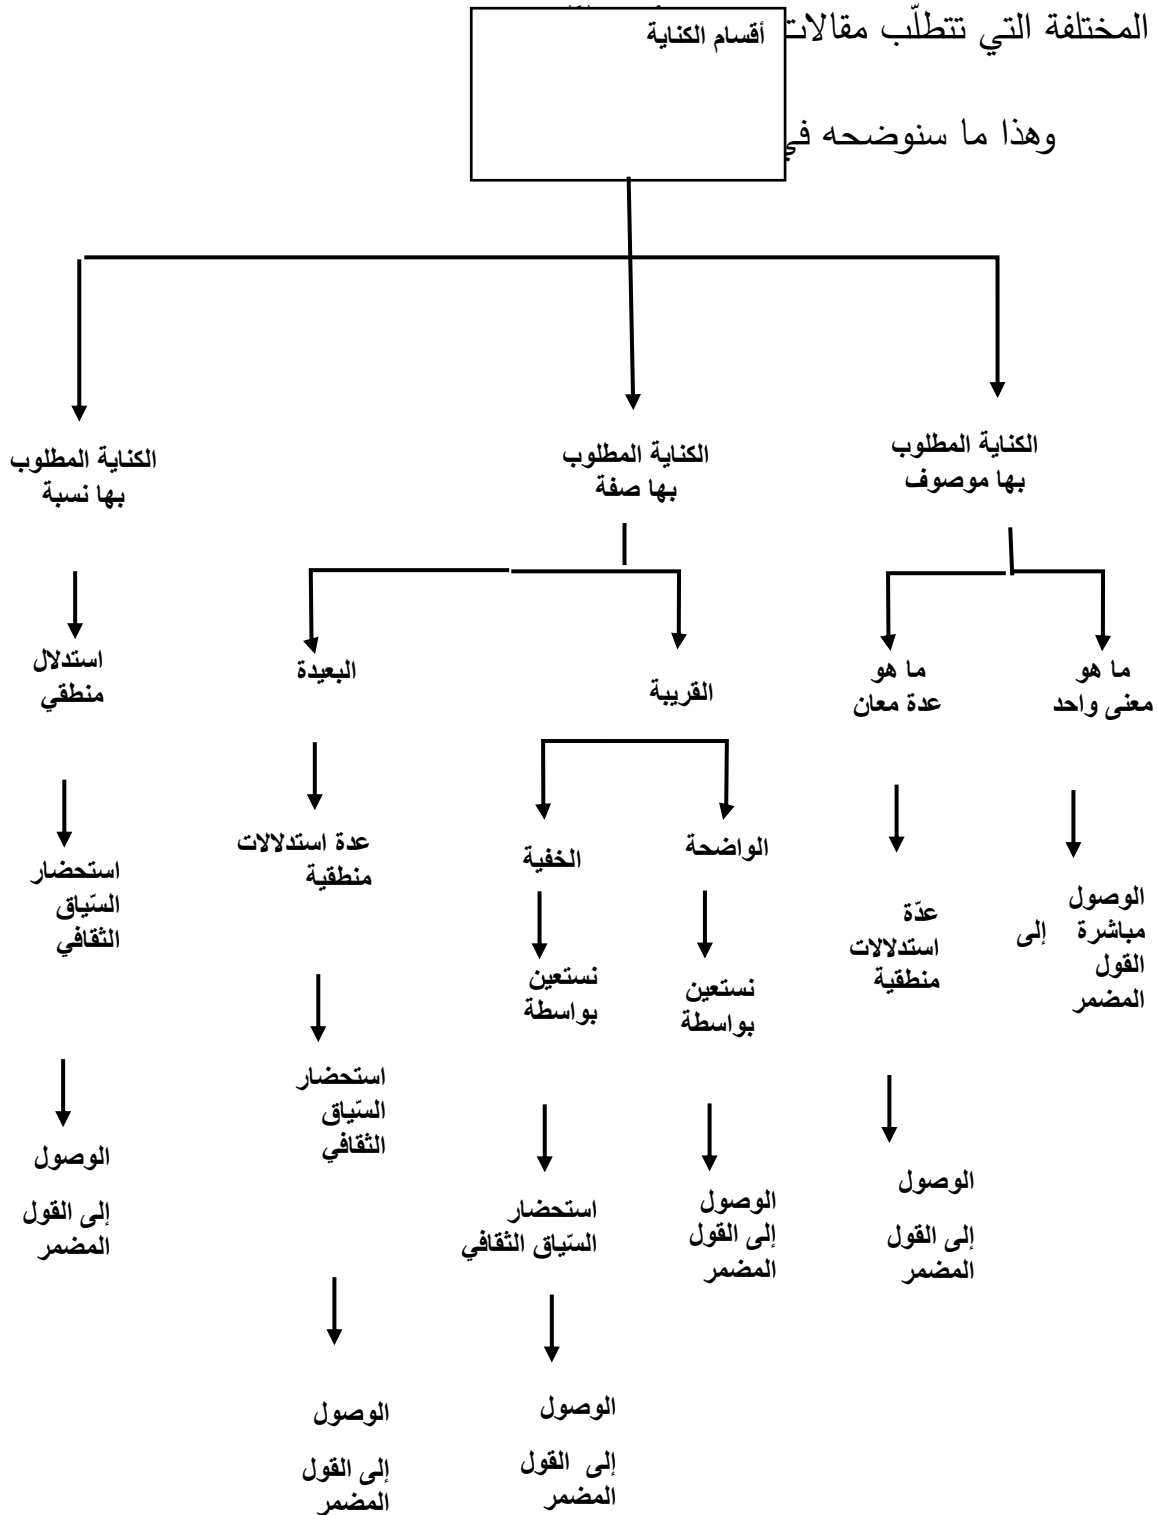 المختلفة التي تتطلّب مقالات
أقسام الكناية
وهذا ما سنوضحه في
الكناية المطلوب
بها موصوف
الكناية المطلوب
بها صفة
الكناية المطلوب
بها نسبة
ما هو
معنى واحد
ما هو
عدة معان
القريبة
البعيدة
استدلال
منطقي
الواضحة
الخفية
عدة استدلالات
منطقية
استحضار
السّياق
الثقافي
الوصول
مباشرة إلى
القول
المضمر
عدّة
استدلالات
منطقية
نستعين
بواسطة
نستعين
بواسطة
استحضار
السّياق
الثقافي
الوصول
إلى القول
المضمر
الوصول
إلى القول
المضمر
الوصول
إلى القول
المضمر
استحضار
السّياق الثقافي
الوصول
إلى القول
المضمر
الوصول
إلى القول
المضمر